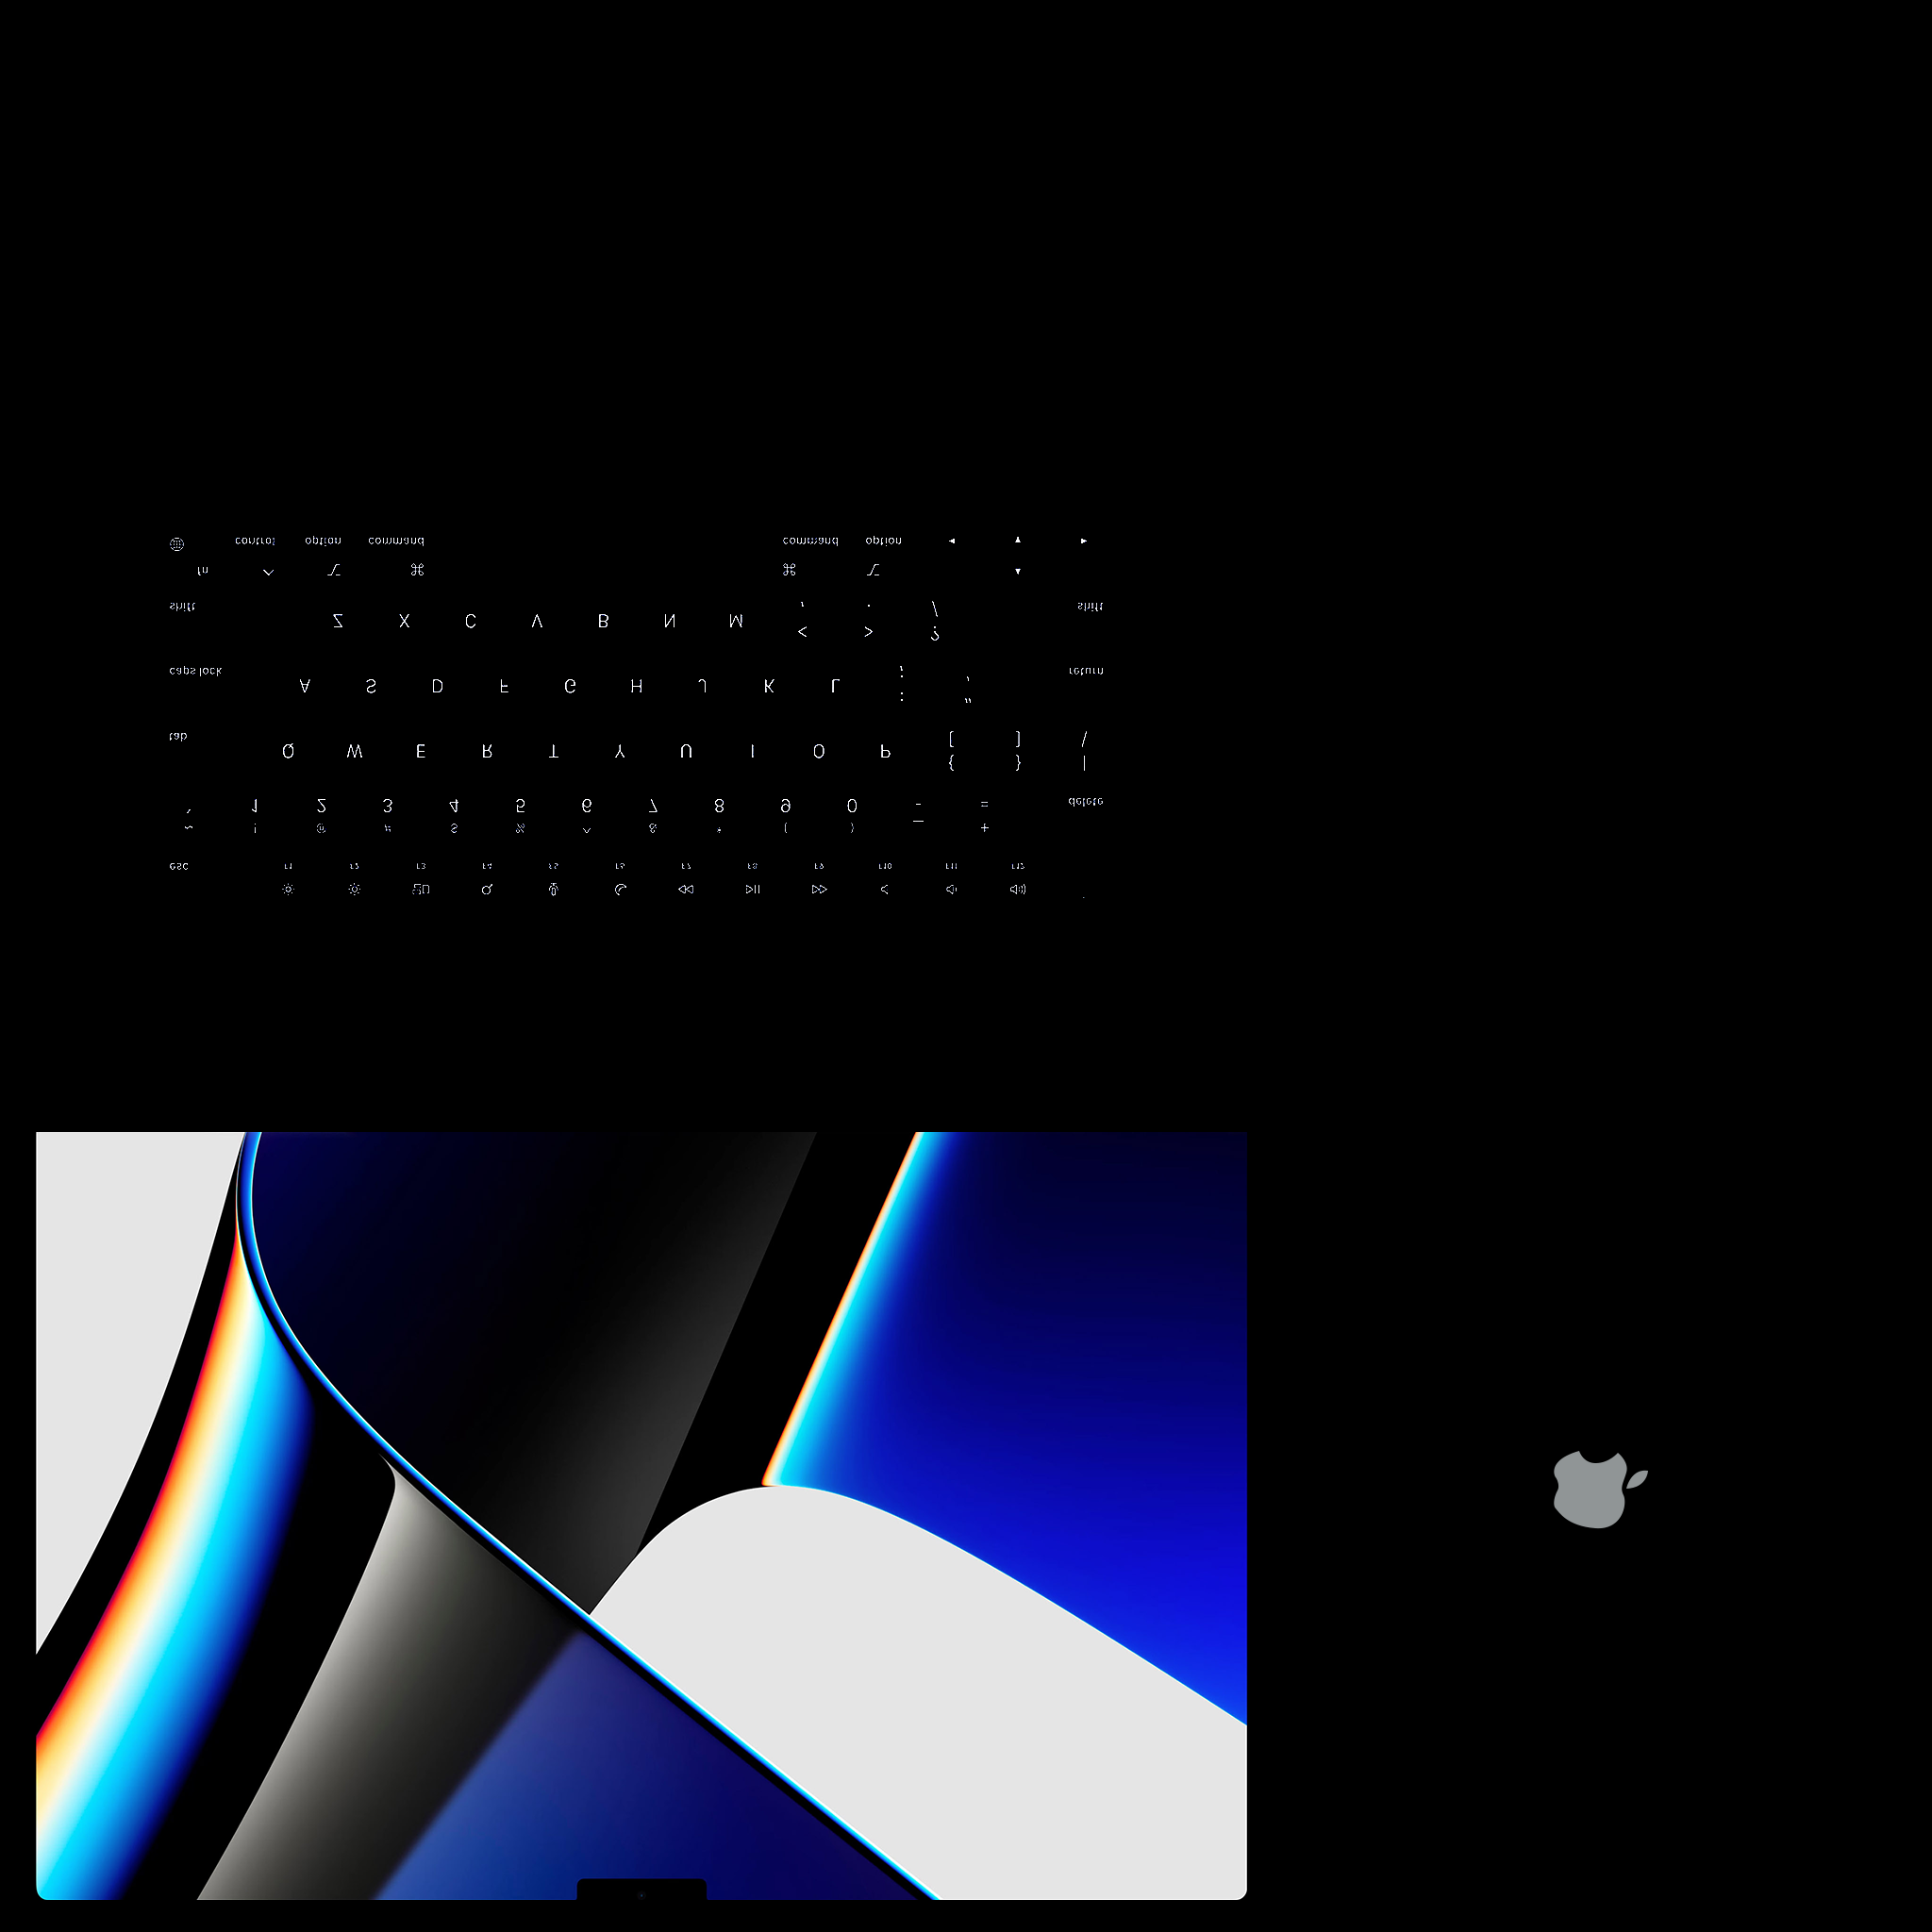 control option command command option ◂ ▴ ▸
fn ⌃ ⌥ ⌘ ⌘ ⌥ ▾
shift , . / shift
Z X C V B N M
< > ?
caps lock ; ' return
A S D F G H J K L
: "
tab [ ] \
Q W E R T Y U I O P
{ } |
` 1 2 3 4 5 6 7 8 9 0 - = delete
~ ! @ # $ % ^ & * ( ) _ +
esc F1 F2 F3 F4 F5 F6 F7 F8 F9 F10 F11 F12